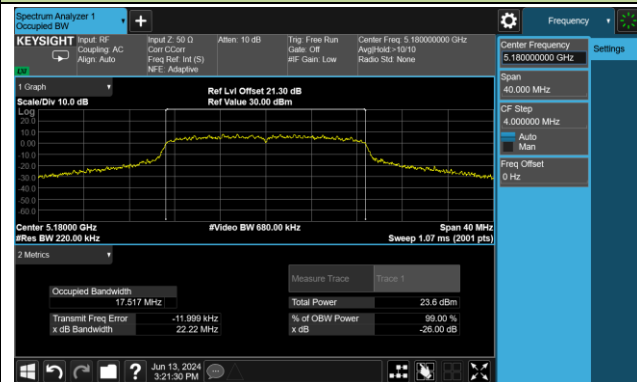 Spectrum Analyzer 1
Occupied BW
+
Frequency
KEYSIGHT
Input: RF
Coupling: AC
Align: Auto
Input Z: 50 Ω
Corr CCorr
Freq Ref: Int (S)
NFE: Adaptive
Atten: 10 dB
Trig: Free Run
Gate: Off
#IF Gain: Low
Center Freq: 5.180000000 GHz
Avg|Hold:>10/10
Radio Std: None
Center Frequency
5.180000000 GHz
Settings
Span
40.000 MHz
CF Step
4.000000 MHz
Auto
Man
Freq Offset
0 Hz
1 Graph
Scale/Div 10.0 dB
Ref Lvl Offset 21.30 dB
Ref Value 30.00 dBm
Log
20.0
10.0
0.00
-10.0
-20.0
-30.0
-40.0
-50.0
-60.0
Center 5.18000 GHz
#Res BW 220.00 kHz
#Video BW 680.00 kHz
Span 40 MHz
Sweep 1.07 ms (2001 pts)
2 Metrics
Measure Trace
Trace 1
Occupied Bandwidth
17.517 MHz
Total Power
23.6 dBm
Transmit Freq Error
-11.999 kHz
% of OBW Power
99.00 %
x dB Bandwidth
22.22 MHz
x dB
-26.00 dB
?
Jun 13, 2024
3:21:30 PM